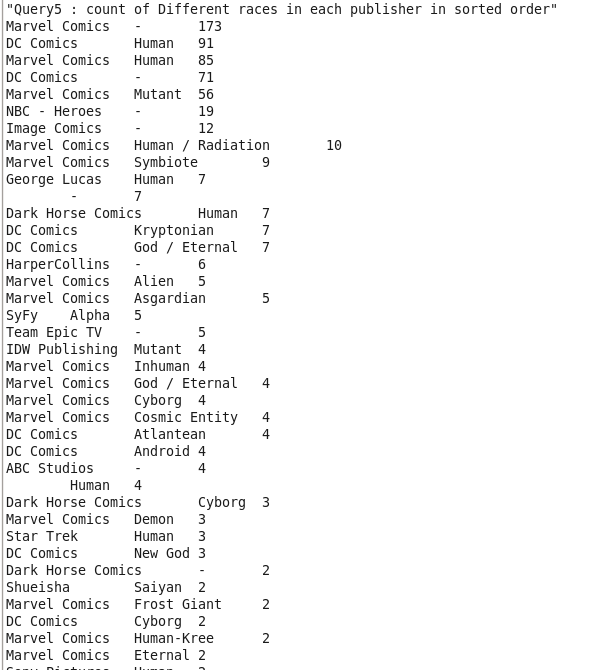 "Query5 : count of Different races in each publisher in sorted order"
Marvel Comics - 173
DC Comics Human 91
Marvel Comics Human 85
DC Comics - 71
Marvel Comics Mutant 56
NBC - Heroes - 19
Image Comics - 12
Marvel Comics Human / Radiation 10
Marvel Comics Symbiote 9
George Lucas Human 7
- 7
Dark Horse Comics Human 7
DC Comics Kryptonian 7
DC Comics God / Eternal 7
HarperCollins - 6
Marvel Comics Alien 5
Marvel Comics Asgardian 5
SyFy Alpha 5
Team Epic TV - 5
IDW Publishing Mutant 4
Marvel Comics Inhuman 4
Marvel Comics God / Eternal 4
Marvel Comics Cyborg 4
Marvel Comics Cosmic Entity 4
DC Comics Atlantean 4
DC Comics Android 4
ABC Studios - 4
Human 4
Dark Horse Comics Cyborg 3
Marvel Comics Demon 3
Star Trek Human 3
DC Comics New God 3
Dark Horse Comics - 2
Shueisha Saiyan 2
Marvel Comics Frost Giant 2
DC Comics Cyborg 2
Marvel Comics Human-Kree 2
Marvel Comics Eternal 2
Sony Pictures Human 2